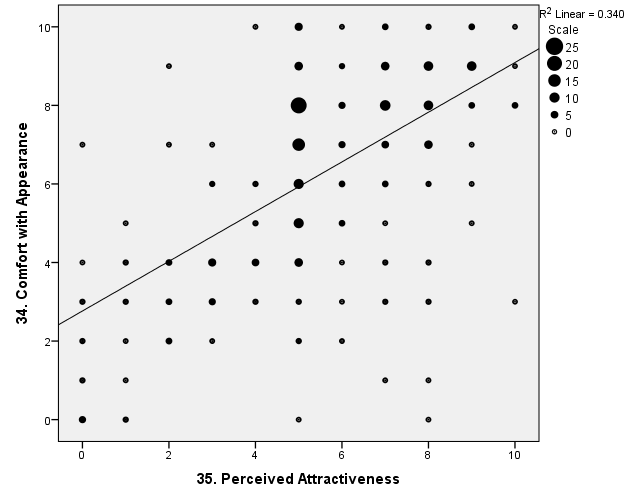 R² Linear = 0.340
Scale
25
20
15
10
5
0
34. Comfort with Appearance
10
8
6
4
2
0
0 2 4 6 8 10
35. Perceived Attractiveness